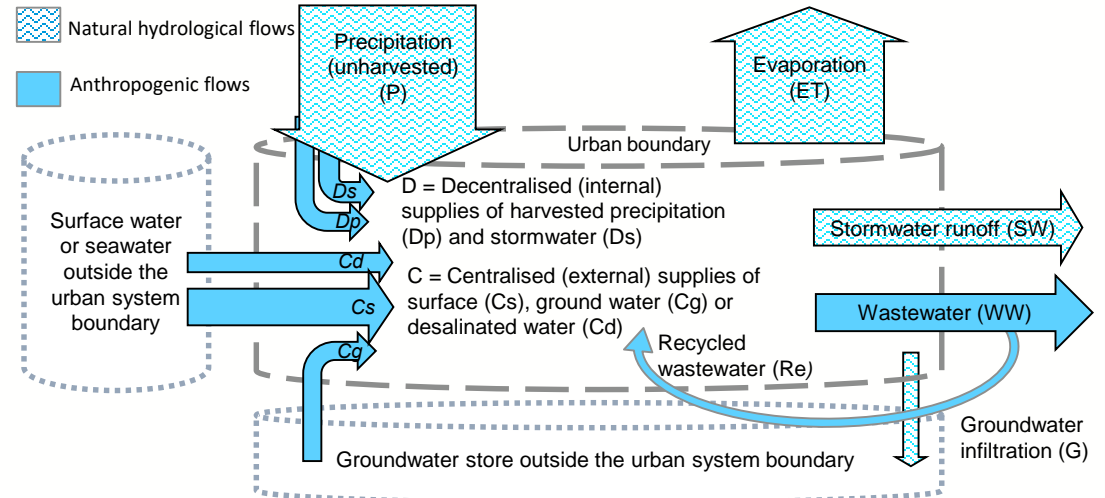 Natural hydrological flows
Anthropogenic flows
Precipitation
(unharvested)
(P)
Evaporation
(ET)
Urban boundary
Surface water
or seawater
outside the
urban system
boundary
Ds
Dp
D = Decentralised (internal)
supplies of harvested precipitation
(Dp) and stormwater (Ds)
Cd
Cs
Cg
C = Centralised (external) supplies of
surface (Cs), ground water (Cg) or
desalinated water (Cd)
Stormwater runoff (SW)
Wastewater (WW)
Recycled
wastewater (Re)
Groundwater
infiltration (G)
Groundwater store outside the urban system boundary